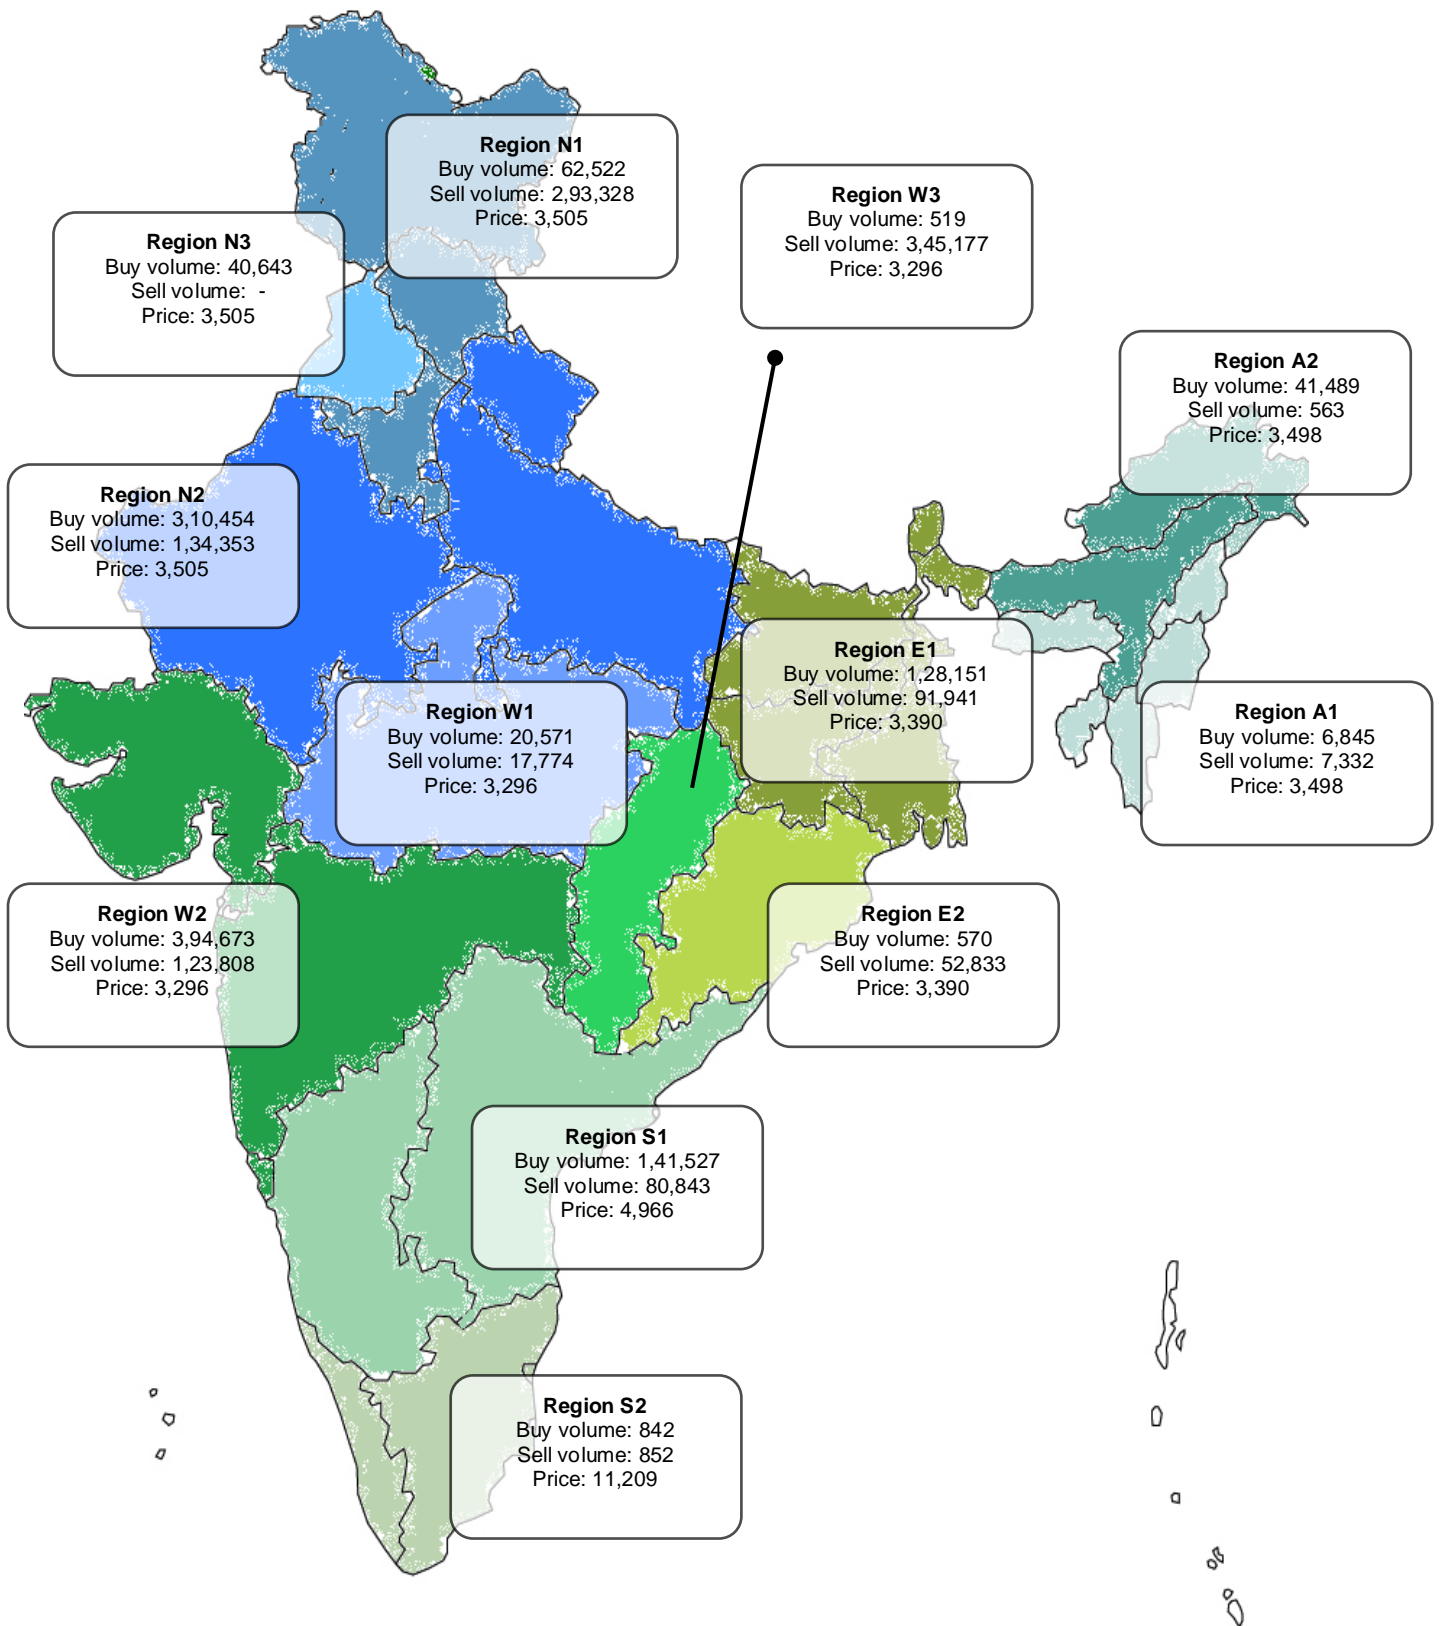 Region N1
Buy volume: 62,522
Sell volume: 2,93,328
Price: 3,505
Region W3
Buy volume: 519
Sell volume: 3,45,177
Price: 3,296
Region N3
Buy volume: 40,643
Sell volume: -
Price: 3,505
Region A2
Buy volume: 41,489
Sell volume: 563
Price: 3,498
Region N2
Buy volume: 3,10,454
Sell volume: 1,34,353
Price: 3,505
Region E1
Buy volume: 1,28,151
Sell volume: 91,941
Price: 3,390
Region W1
Buy volume: 20,571
Sell volume: 17,774
Price: 3,296
Region A1
Buy volume: 6,845
Sell volume: 7,332
Price: 3,498
Region W2
Buy volume: 3,94,673
Sell volume: 1,23,808
Price: 3,296
Region E2
Buy volume: 570
Sell volume: 52,833
Price: 3,390
Region S1
Buy volume: 1,41,527
Sell volume: 80,843
Price: 4,966
Region S2
Buy volume: 842
Sell volume: 852
Price: 11,209